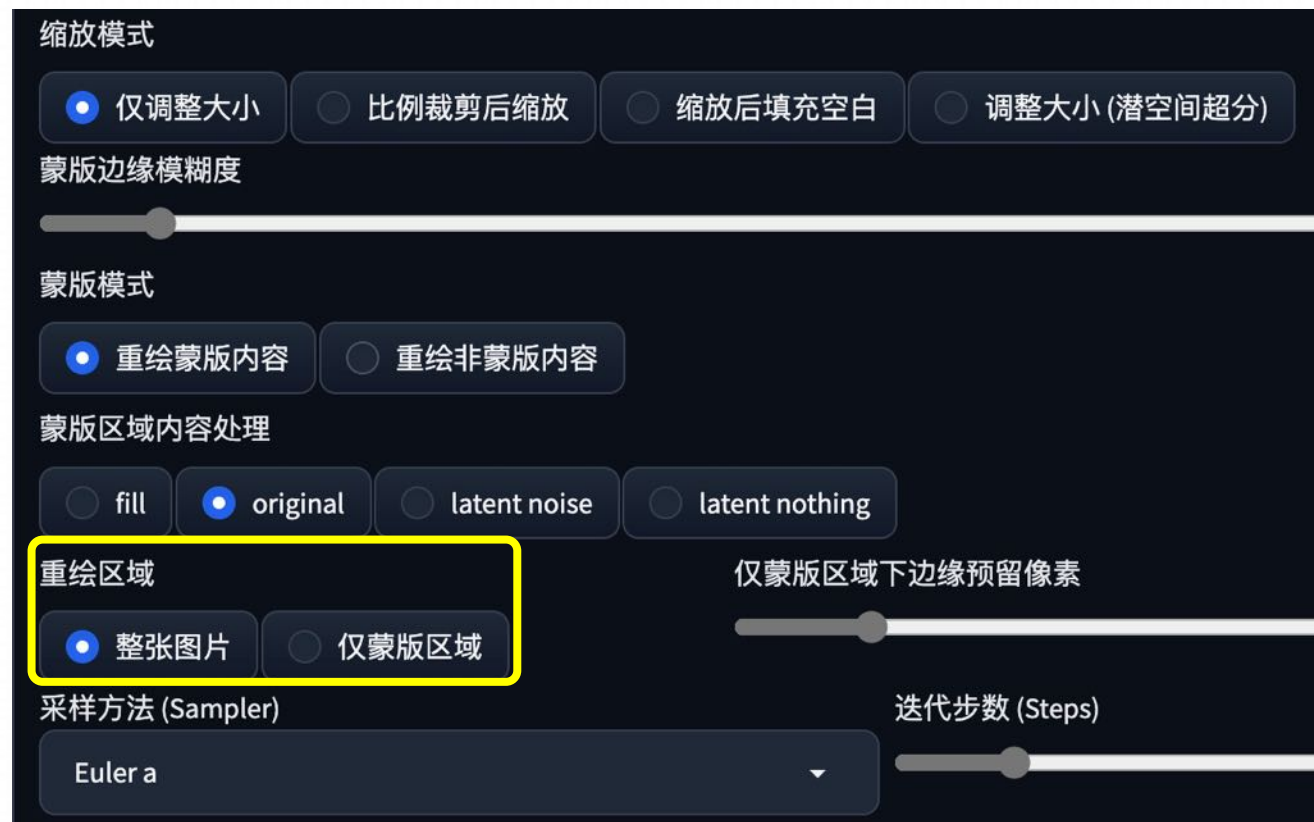 缩放模式
仅调整大小 比例裁剪后缩放 缩放后填充空白 调整大小 (潜空间超分)
蒙版边缘模糊度
蒙版模式
重绘蒙版内容 重绘非蒙版内容
蒙版区域内容处理
fill original latent noise latent nothing
重绘区域 仅蒙版区域下边缘预留像素
整张图片 仅蒙版区域
采样方法 (Sampler) 迭代步数 (Steps)
Euler a